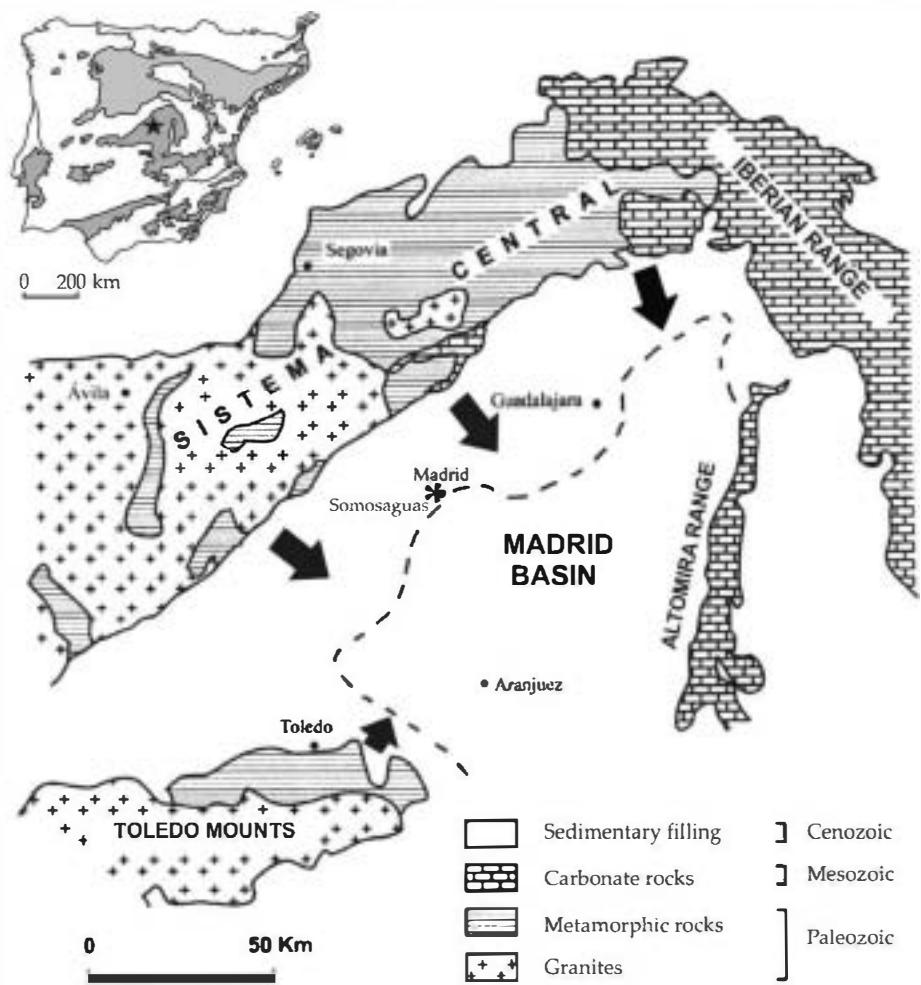 0 200 km
Segovia
CENTRAL
IBERIAN RANGE
Ávila
SISTEMA
Guadalajara
Madrid
Somosaguas
MADRID
BASIN
ALTOMIRA RANGE
Aranjuez
Toledo
TOLEDO MOUNTS
Sedimentary filling
Cenozoic
Carbonate rocks
Mesozoic
Metamorphic rocks
Paleozoic
Granites
0 50 Km